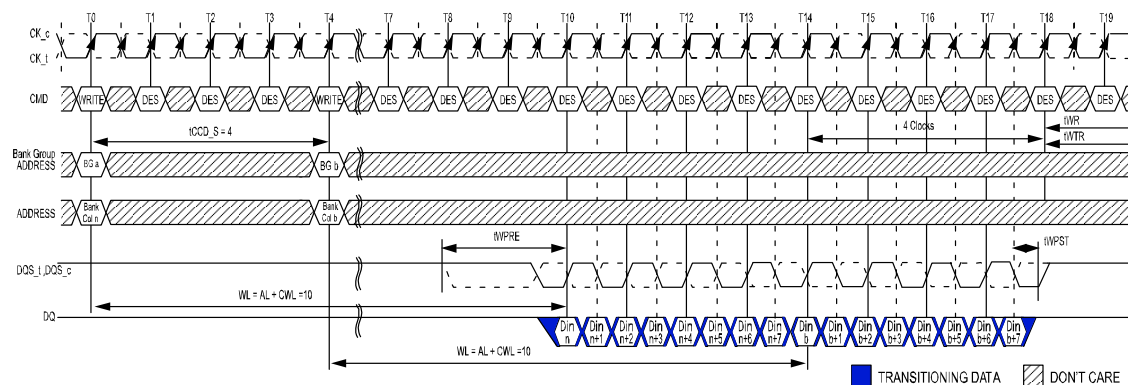 T0 T1 T2 T3 T4 T7 T8 T9 T10 T11 T12 T13 T14 T15 T16 T17 T18 T19
CK_c
CK_t
CMD WRITE DES DES DES WRITE DES DES DES DES DES DES DES DES DES DES DES DES DES
tCCD_S = 4
4 Clocks
tWR
tWTR
Bank Group
ADDRESS BG a BG b
ADDRESS Bank Col n Bank Col b
tWPRE
tWPST
DQS_t ,DQS_c
WL = AL + CWL =10
DQ
Din n Din n+1 Din n+2 Din n+3 Din n+4 Din n+5 Din n+6 Din n+7 Din b Din b+1 Din b+2 Din b+3 Din b+4 Din b+5 Din b+6 Din b+7
WL = AL + CWL =10
TRANSITIONING DATA DON'T CARE